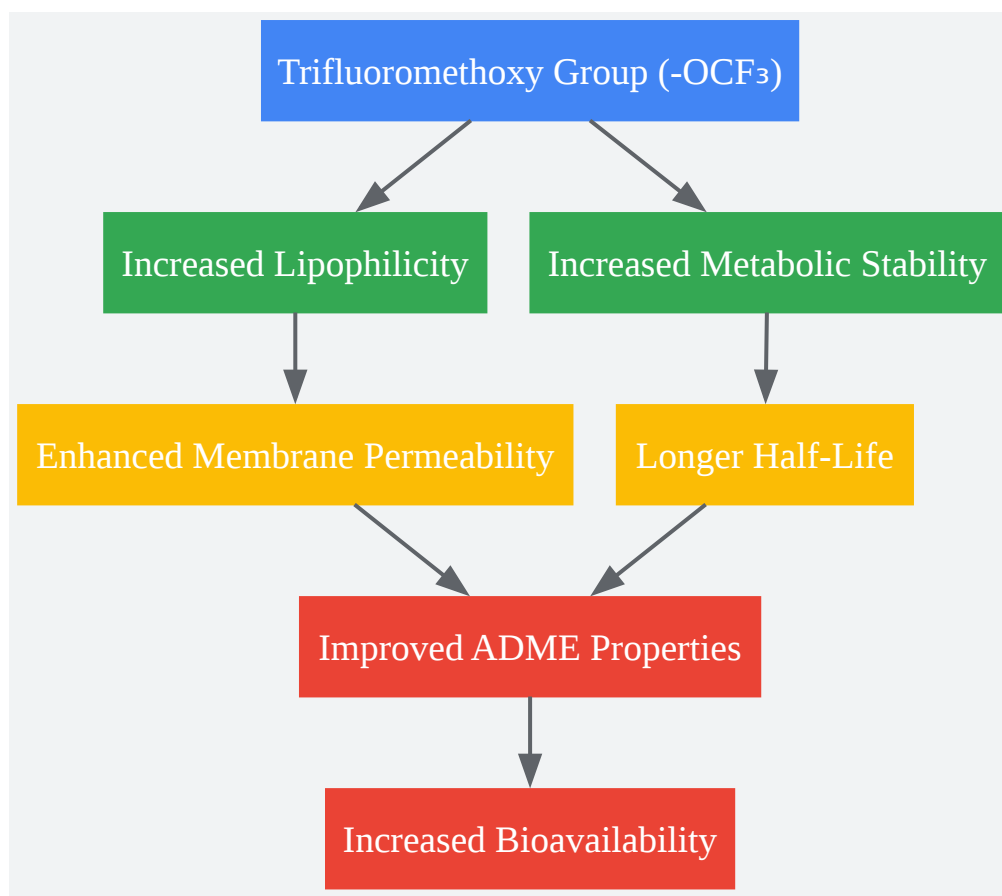 Trifluoromethoxy Group (-OCF₃)
Increased Lipophilicity
Increased Metabolic Stability
Enhanced Membrane Permeability
Longer Half-Life
Improved ADME Properties
Increased Bioavailability